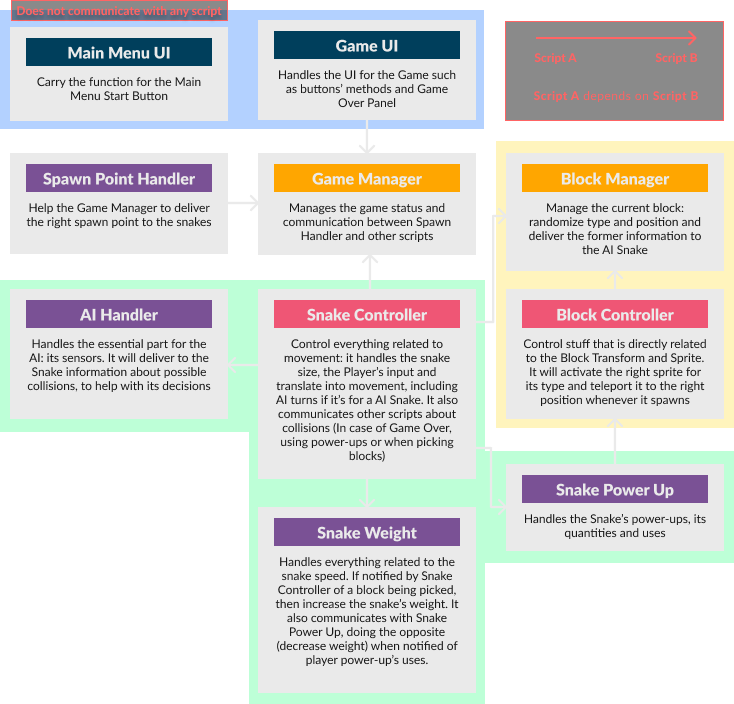 Does not communicate with any script
Main Menu UI
Carry the function for the Main
Menu Start Button
Game UI
Handles the UI for the Game such
as buttons' methods and Game
Over Panel
Script A
Script B
Script A depends on Script B
Spawn Point Handler
Help the Game Manager to deliver
the right spawn point to the snakes
Game Manager
Manages the game status and
communication between Spawn
Handler and other scripts
Block Manager
Manage the current block:
randomize type and position and
deliver the former information to
the AI Snake
AI Handler
Handles the essential part for the
AI: its sensors. It will deliver to the
Snake information about possible
collisions, to help with its decisions
Snake Controller
Control everything related to
movement: it handles the snake
size, the Player's input and
translate into movement, including
AI turns if it's for a AI Snake. It also
communicates other scripts about
collisions (In case of Game Over,
using power-ups or when picking
blocks)
Block Controller
Control stuff that is directly related
to the Block Transform and Sprite.
It will activate the right sprite for
its type and teleport it to the right
position whenever it spawns
Snake Power Up
Handles the Snake's power-ups, its
quantities and uses
Snake Weight
Handles everything related to the
snake speed. If notified by Snake
Controller of a block being picked,
then increase the snake's weight. It
also communicates with Snake
Power Up, doing the opposite
(decrease weight) when notified of
player power-up's uses.